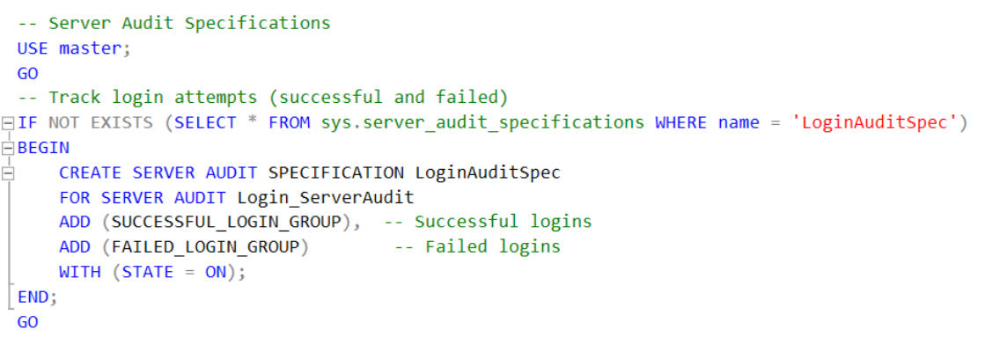 -- Server Audit Specifications
USE master;
GO
-- Track login attempts (successful and failed)
IF NOT EXISTS (SELECT * FROM sys.server_audit_specifications WHERE name = 'LoginAuditSpec')
BEGIN
    CREATE SERVER AUDIT SPECIFICATION LoginAuditSpec
    FOR SERVER AUDIT Login_ServerAudit
    ADD (SUCCESSFUL_LOGIN_GROUP),  -- Successful logins
    ADD (FAILED_LOGIN_GROUP)        -- Failed logins
    WITH (STATE = ON);
END;
GO